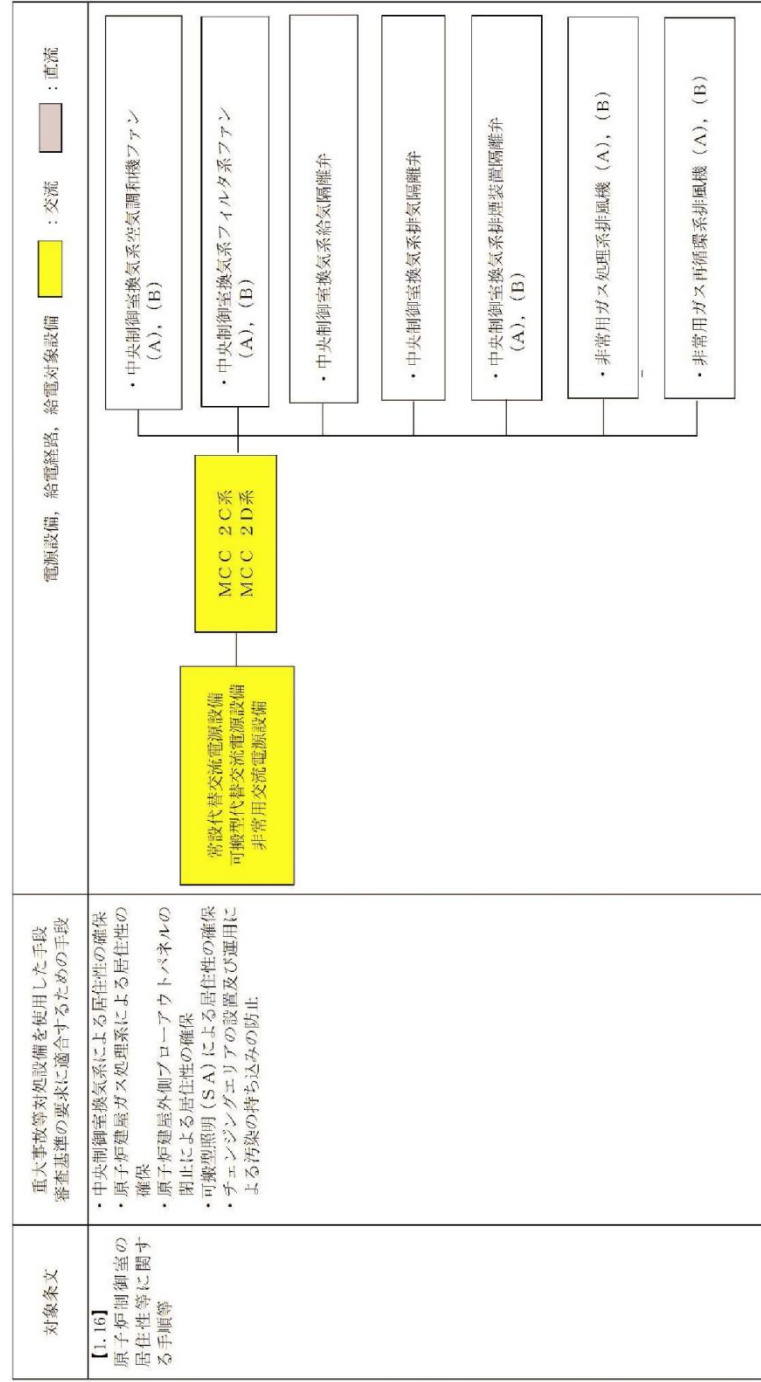 対象条文
重大事故等対処設備を使用した手段
審査基準の要求に適合するための手段
電源設備，給電経路，給電対象設備
：交流
：直流
【1.16】
原子炉制御室の
居住性等に関す
る手順等
・中央制御室換気系による居住性の確保
・原子炉建屋ガス処理系による居住性の
確保
・原子炉建屋外側ブローアウトパネルの
閉止による居住性の確保
・可搬型照明（ＳＡ）による居住性の確保
・チェンジングエリアの設置及び運用に
よる汚染の持ち込みの防止
常設代替交流電源設備
可搬型代替交流電源設備
非常用交流電源設備
ＭＣＣ ２Ｃ系
ＭＣＣ ２Ｄ系
・中央制御室換気系空気調和機ファン
（Ａ），（Ｂ）
・中央制御室換気系フィルタ系ファン
（Ａ），（Ｂ）
・中央制御室換気系給気隔離弁
・中央制御室換気系排気隔離弁
・中央制御室換気系排煙装置隔離弁
（Ａ），（Ｂ）
・非常用ガス処理系排風機（Ａ），（Ｂ）
・非常用ガス再循環系排風機（Ａ），（Ｂ）